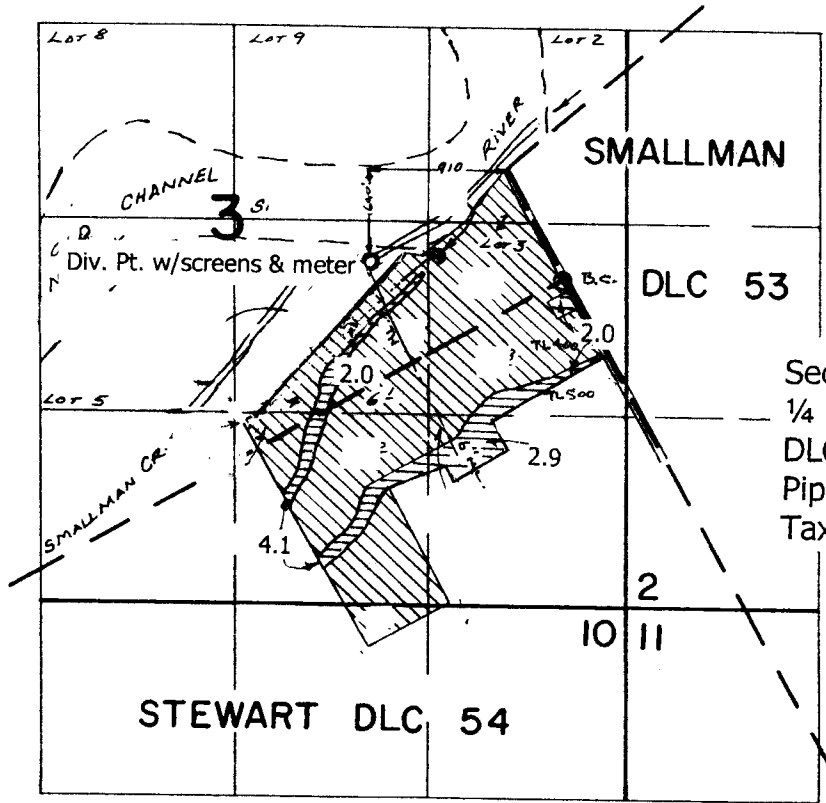 LOT 8
LOT 9
LOT 2
RIVER
SMALLMAN
910
CHANNEL
3
S.
Div. Pt. w/screens & meter
LOT 3
B.C.
DLC 53
2.0
TL 400
2.0
Sec
1/4
DLC
Pip
Tax
LOT 5
TL 500
2.9
SMALLMAN CR.
4.1
2
10 11
STEWART DLC 54